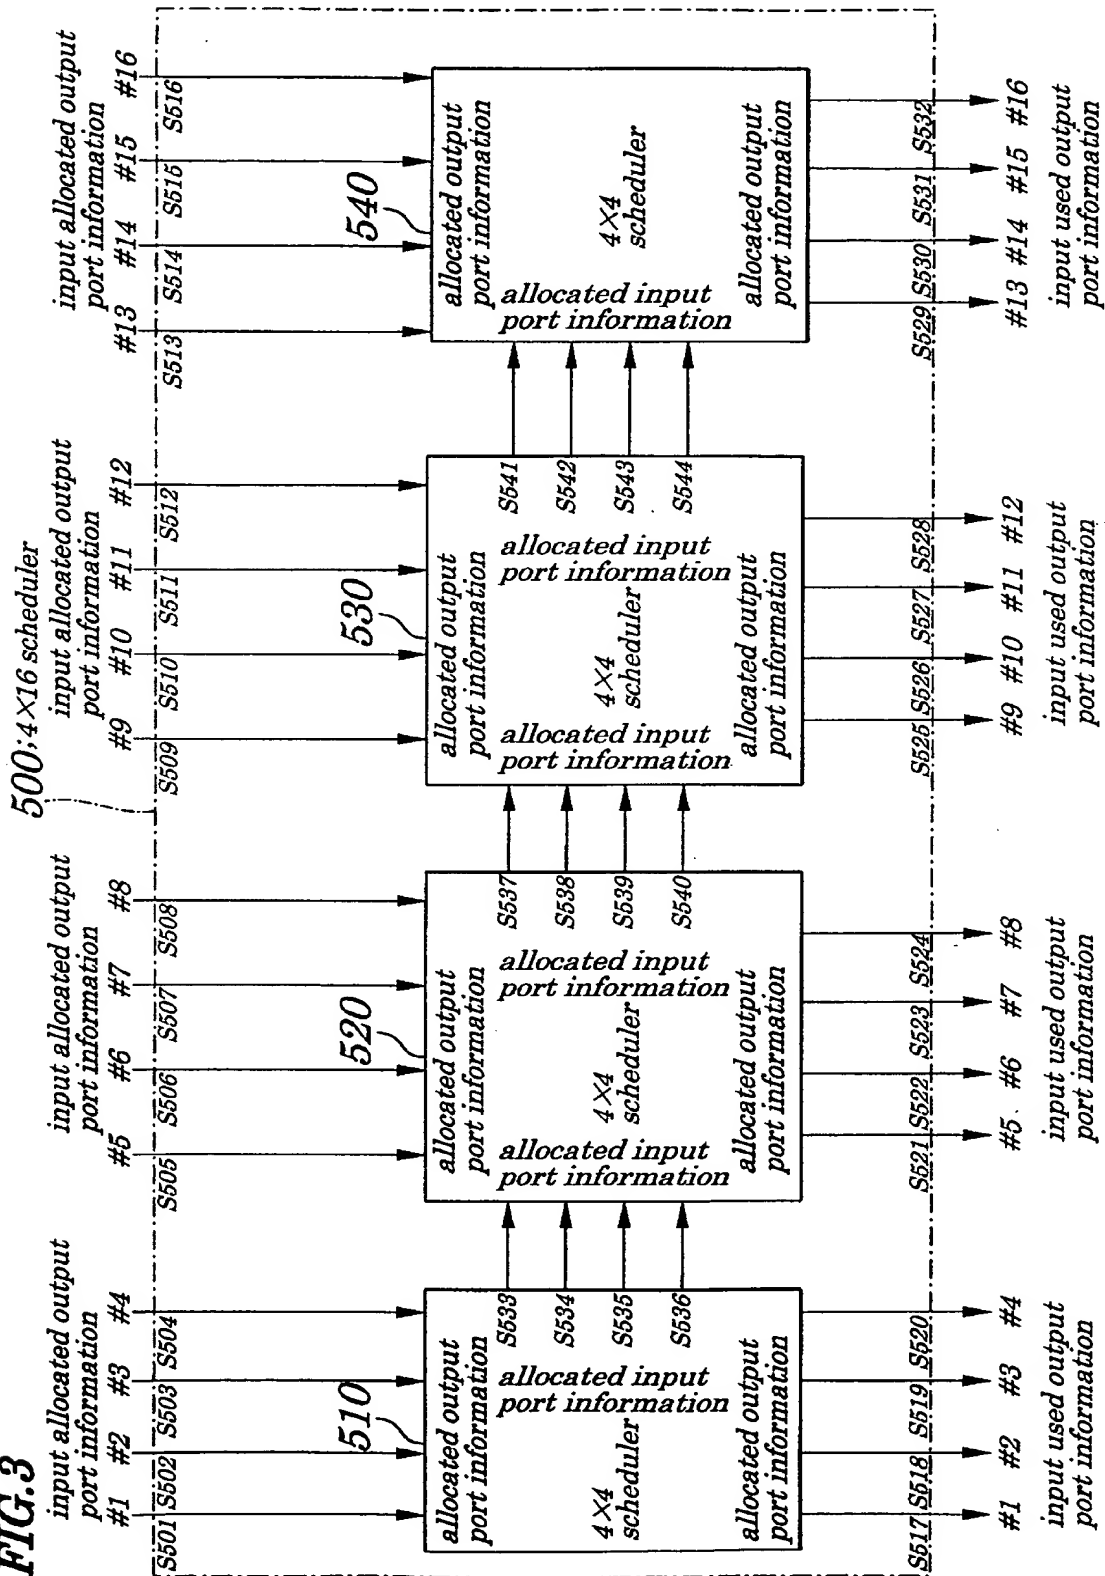 FIG.3
500;4×16 scheduler
input allocated output
port information
#1 #2 #3 #4
S501 S502 S503 S504
input allocated output
port information
#5 #6 #7 #8
S505 S506 S507 S508
input allocated output
port information
#9 #10 #11 #12
S509 S510 S511 S512
input allocated output
port information
#13 #14 #15 #16
S513 S514 S515 S516
510
allocated output
port information
4×4
scheduler
allocated input
port information
S533
S534
S535
S536
allocated output
port information
520
allocated output
port information
allocated input
port information
4×4
scheduler
allocated input
port information
S537
S538
S539
S540
allocated output
port information
530
allocated output
port information
allocated input
port information
4×4
scheduler
allocated input
port information
S541
S542
S543
S544
allocated output
port information
540
allocated output
port information
allocated input
port information
4×4
scheduler
allocated output
port information
S517 S518 S519 S520
#1 #2 #3 #4
input used output
port information
S521 S522 S523 S524
#5 #6 #7 #8
input used output
port information
S525 S526 S527 S528
#9 #10 #11 #12
input used output
port information
S529 S530 S531 S532
#13 #14 #15 #16
input used output
port information